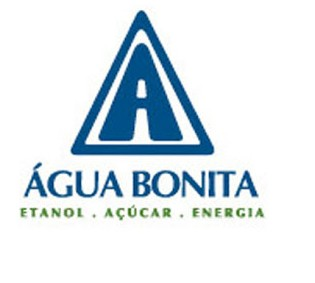 ÁGUA BONITA
ETANOL . AÇÚCAR . ENERGIA